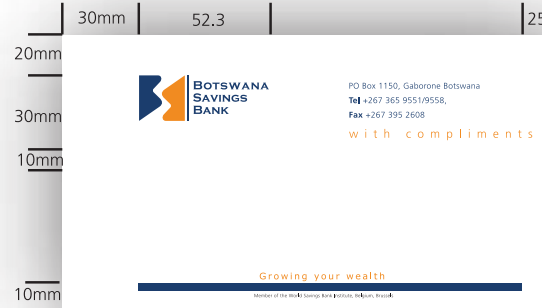 30mm
52.3
25
20mm
BOTSWANA
SAVINGS
BANK
PO Box 1150, Gaborone Botswana
Tel +267 365 9551/9558,
Fax +267 395 2608
with compliments
30mm
10mm
Growing your wealth
10mm
Member of the World Savings Bank Institute, Belgium, Brussels